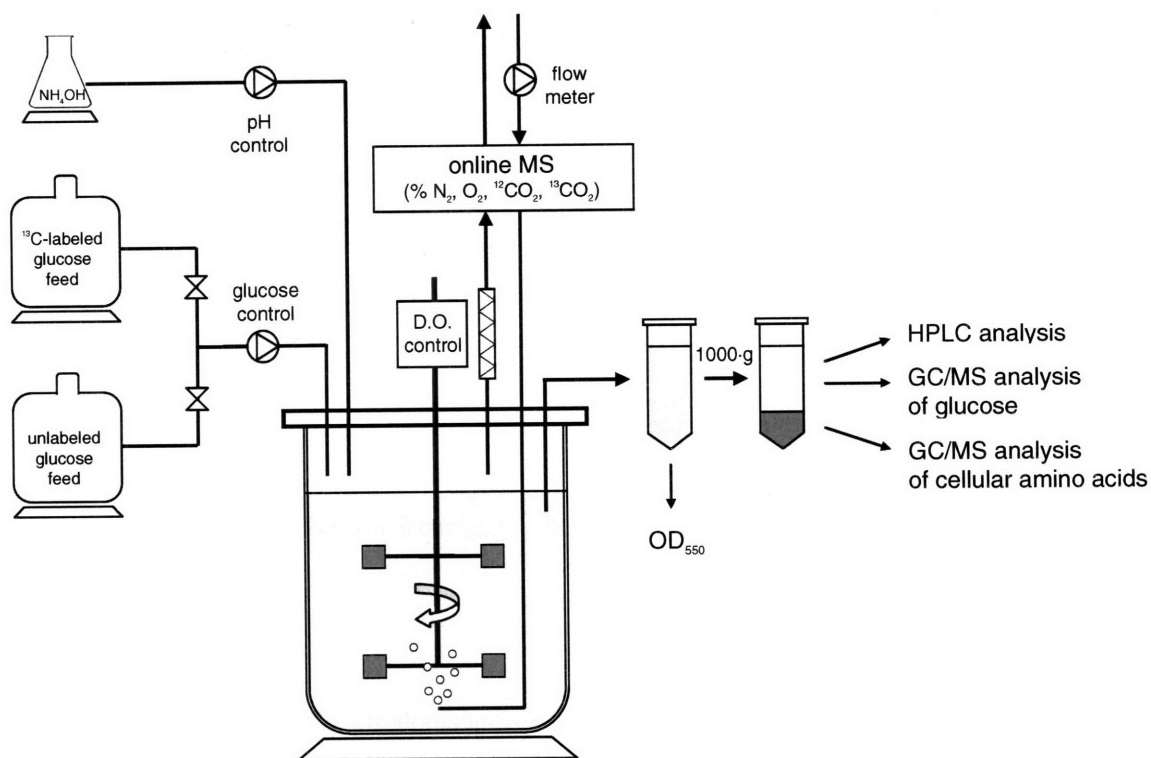 NH₄OH
pH
control
flow
meter
online MS
(% N₂, O₂, ¹²CO₂, ¹³CO₂)
¹³C-labeled
glucose
feed
glucose
control
D.O.
control
unlabeled
glucose
feed
1000·g
HPLC analysis
GC/MS analysis
of glucose
GC/MS analysis
of cellular amino acids
OD₅₅₀